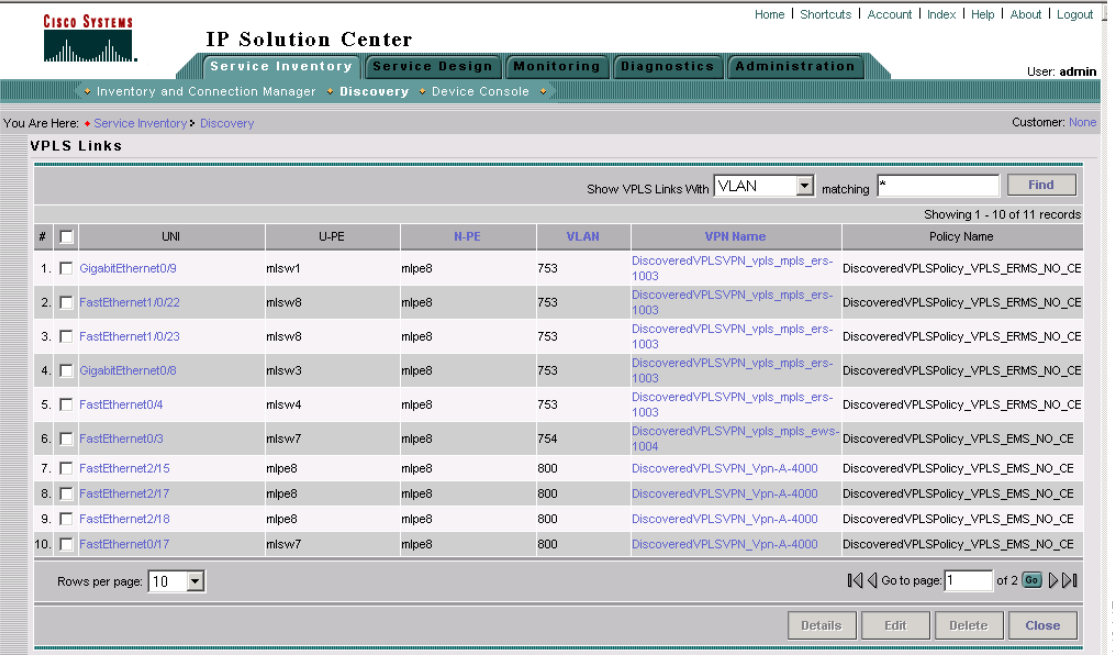 Home | Shortcuts | Account | Index | Help | About | Logout
CISCO SYSTEMS
IP Solution Center
Service Inventory Service Design Monitoring Diagnostics Administration
User: admin
Inventory and Connection Manager Discovery Device Console
You Are Here: Service Inventory Discovery
Customer: None
VPLS Links
Show VPLS Links With VLAN matching * Find
Showing 1 - 10 of 11 records
# UNI U-PE N-PE VLAN VPN Name Policy Name
1. GigabitEthernet0/9 mlsw1 mlpe8 753 DiscoveredVPLSVPN_vpls_mpls_ers-
1003 DiscoveredVPLSPolicy_VPLS_ERMS_NO_CE
2. FastEthernet1/0/22 mlsw8 mlpe8 753 DiscoveredVPLSVPN_vpls_mpls_ers-
1003 DiscoveredVPLSPolicy_VPLS_ERMS_NO_CE
3. FastEthernet1/0/23 mlsw8 mlpe8 753 DiscoveredVPLSVPN_vpls_mpls_ers-
1003 DiscoveredVPLSPolicy_VPLS_ERMS_NO_CE
4. GigabitEthernet0/8 mlsw3 mlpe8 753 DiscoveredVPLSVPN_vpls_mpls_ers-
1003 DiscoveredVPLSPolicy_VPLS_ERMS_NO_CE
5. FastEthernet0/4 mlsw4 mlpe8 753 DiscoveredVPLSVPN_vpls_mpls_ers-
1003 DiscoveredVPLSPolicy_VPLS_ERMS_NO_CE
6. FastEthernet0/3 mlsw7 mlpe8 754 DiscoveredVPLSVPN_vpls_mpls_ews-
1004 DiscoveredVPLSPolicy_VPLS_EMS_NO_CE
7. FastEthernet2/15 mlpe8 mlpe8 800 DiscoveredVPLSVPN_Vpn-A-4000 DiscoveredVPLSPolicy_VPLS_EMS_NO_CE
8. FastEthernet2/17 mlpe8 mlpe8 800 DiscoveredVPLSVPN_Vpn-A-4000 DiscoveredVPLSPolicy_VPLS_EMS_NO_CE
9. FastEthernet2/18 mlpe8 mlpe8 800 DiscoveredVPLSVPN_Vpn-A-4000 DiscoveredVPLSPolicy_VPLS_EMS_NO_CE
10. FastEthernet0/17 mlsw7 mlpe8 800 DiscoveredVPLSVPN_Vpn-A-4000 DiscoveredVPLSPolicy_VPLS_EMS_NO_CE
Rows per page: 10
Go to page: 1 of 2 Go
Details Edit Delete Close